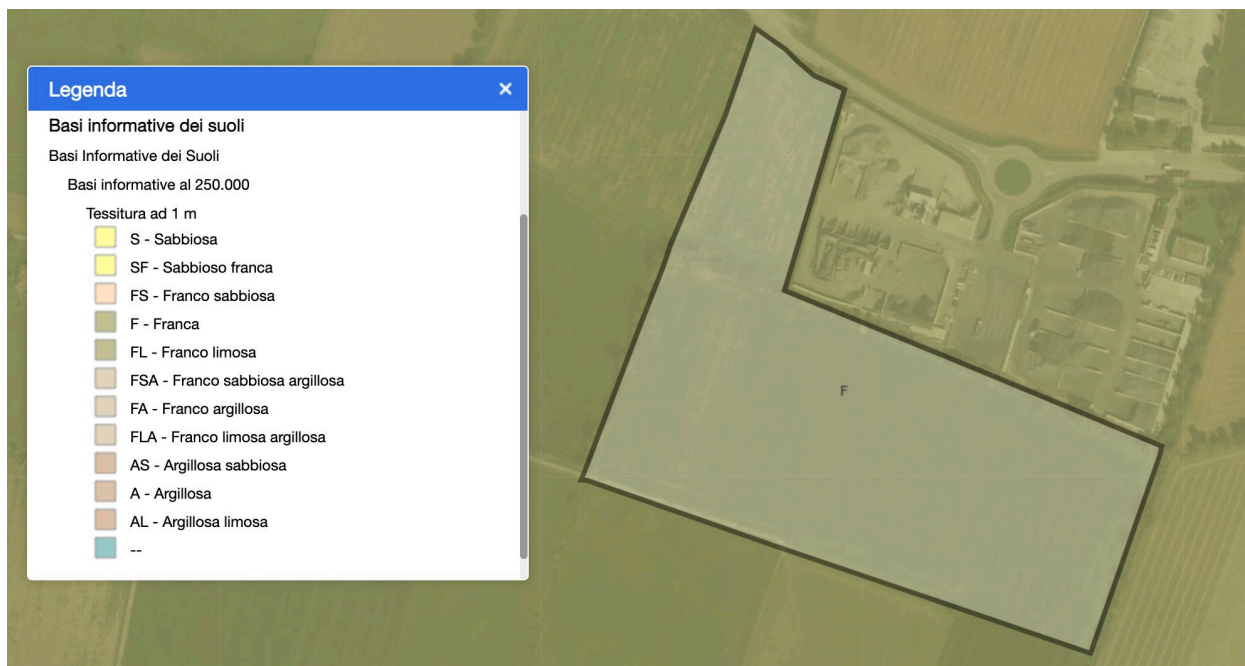 Legenda ×
Basi informative dei suoli
Basi Informative dei Suoli
Basi informative al 250.000
Tessitura ad 1 m
S - Sabbiosa
SF - Sabbioso franca
FS - Franco sabbiosa
F - Franca
FL - Franco limosa
FSA - Franco sabbiosa argillosa
FA - Franco argillosa
FLA - Franco limosa argillosa
AS - Argillosa sabbiosa
A - Argillosa
AL - Argillosa limosa
--
F